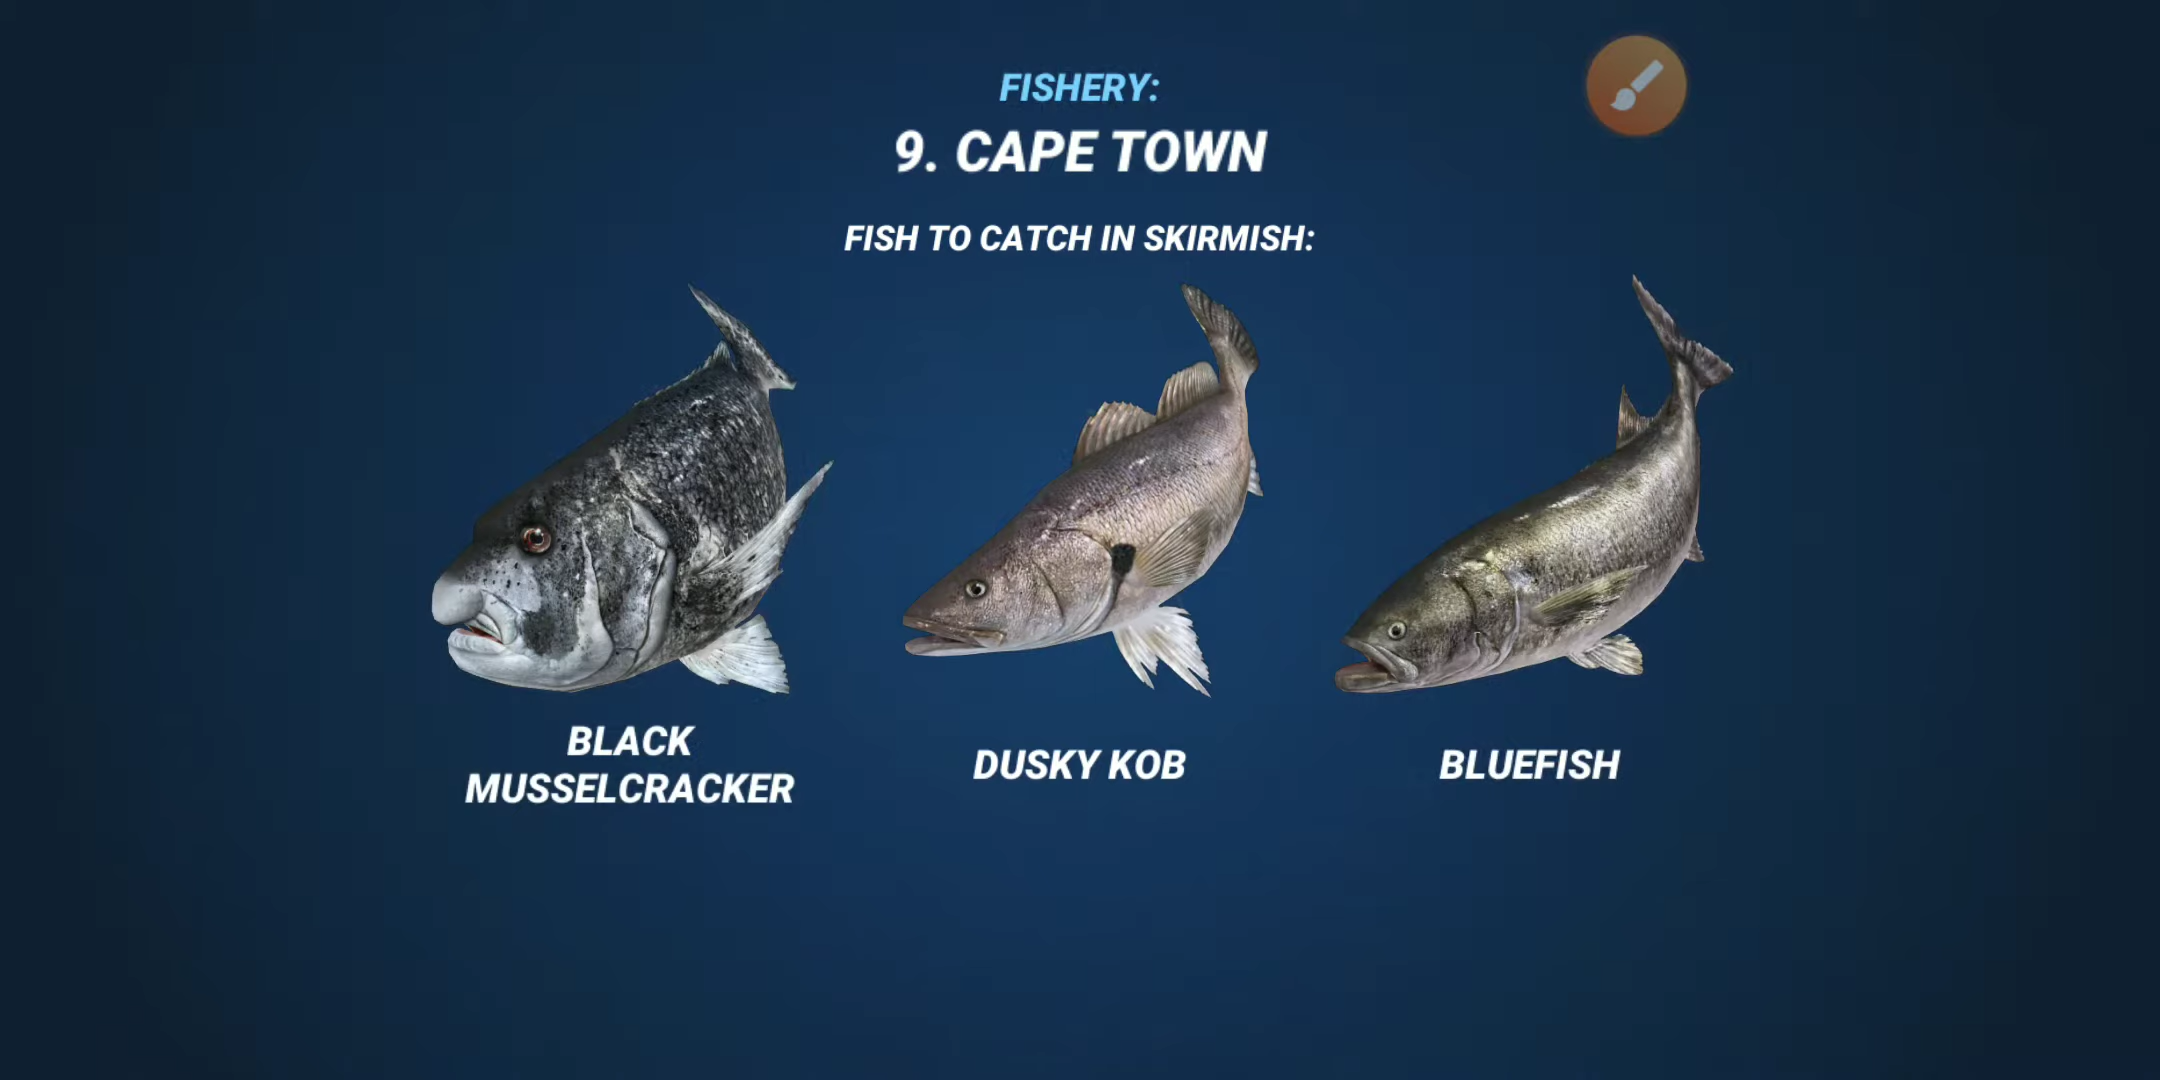 FISHERY:
9. CAPE TOWN
FISH TO CATCH IN SKIRMISH:
BLACK
MUSSELCRACKER
DUSKY KOB
BLUEFISH